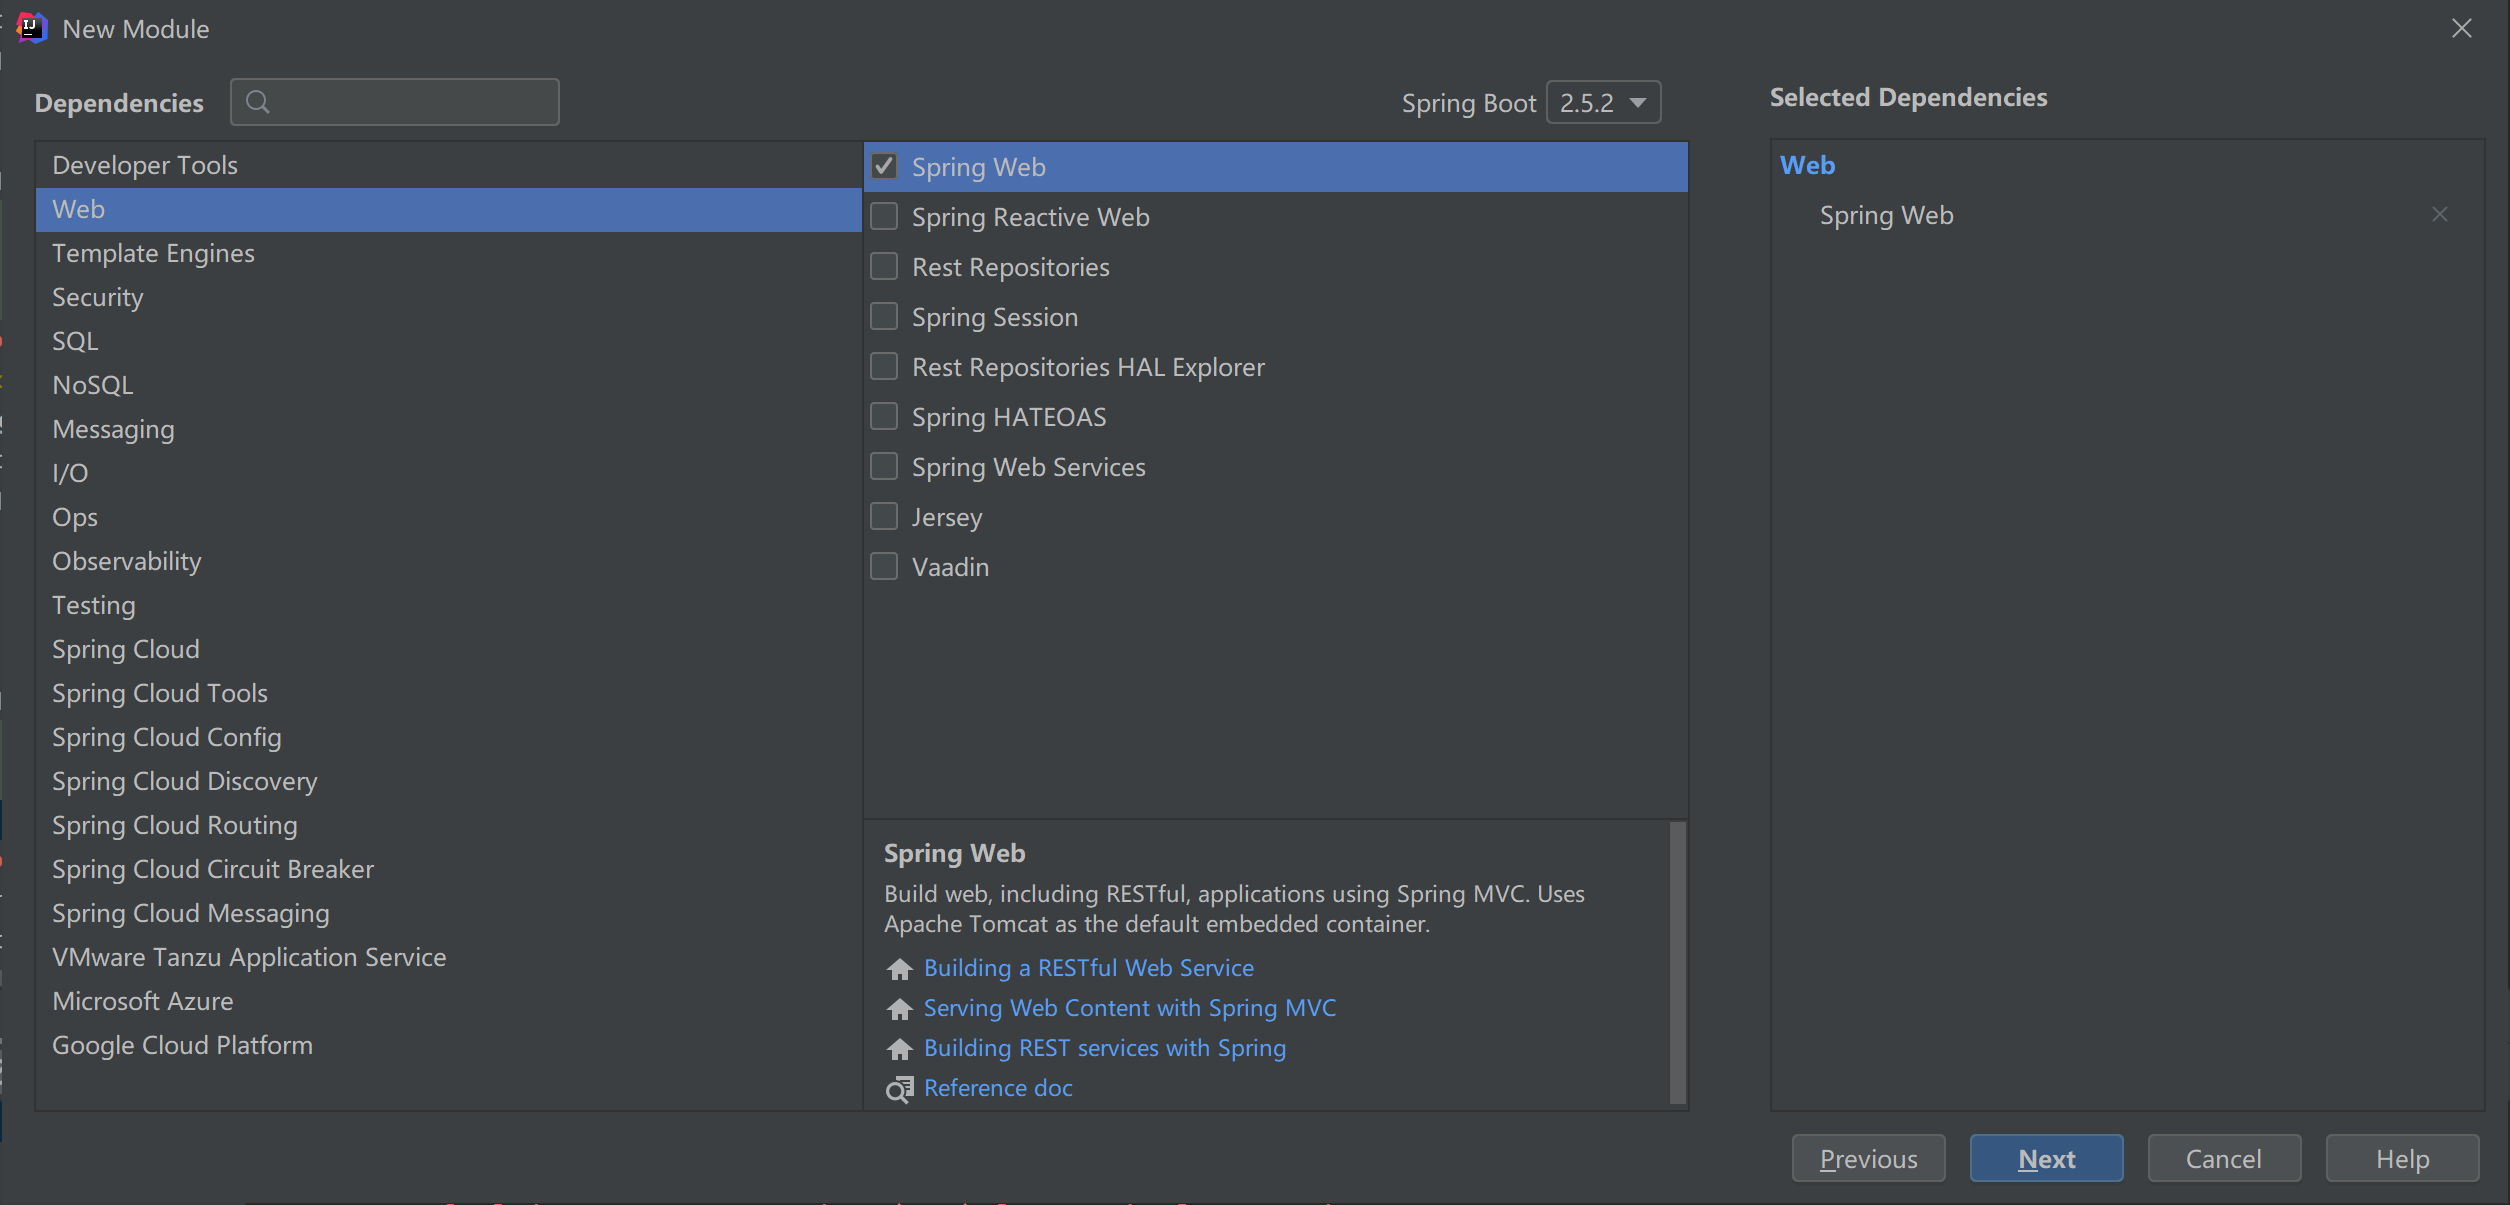 New Module
Dependencies
Spring Boot 2.5.2
Selected Dependencies
Developer Tools
Web
Template Engines
Security
SQL
NoSQL
Messaging
I/O
Ops
Observability
Testing
Spring Cloud
Spring Cloud Tools
Spring Cloud Config
Spring Cloud Discovery
Spring Cloud Routing
Spring Cloud Circuit Breaker
Spring Cloud Messaging
VMware Tanzu Application Service
Microsoft Azure
Google Cloud Platform
Spring Web
Spring Reactive Web
Rest Repositories
Spring Session
Rest Repositories HAL Explorer
Spring HATEOAS
Spring Web Services
Jersey
Vaadin
Spring Web
Build web, including RESTful, applications using Spring MVC. Uses
Apache Tomcat as the default embedded container.
Building a RESTful Web Service
Serving Web Content with Spring MVC
Building REST services with Spring
Reference doc
Web
Spring Web
Previous
Next
Cancel
Help